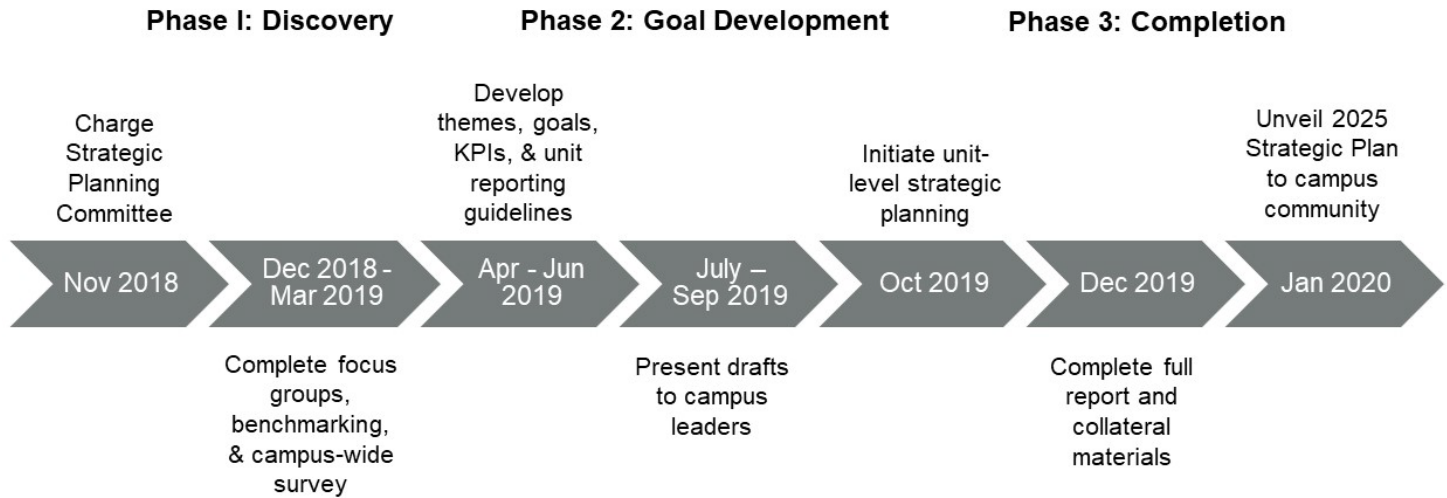 Phase I: Discovery
Phase 2: Goal Development
Phase 3: Completion
Charge
Strategic
Planning
Committee
Develop
themes, goals,
KPIs, & unit
reporting
guidelines
Initiate unit-
level strategic
planning
Unveil 2025
Strategic Plan
to campus
community
Nov 2018
Dec 2018 -
Mar 2019
Apr - Jun
2019
July –
Sep 2019
Oct 2019
Dec 2019
Jan 2020
Complete focus
groups,
benchmarking,
& campus-wide
survey
Present drafts
to campus
leaders
Complete full
report and
collateral
materials